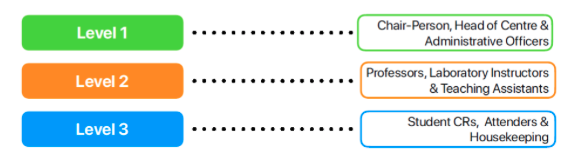 Level 1
Chair-Person, Head of Centre &
Administrative Officers
Level 2
Professors, Laboratory Instructors
& Teaching Assistants
Level 3
Student CRs, Attenders &
Housekeeping